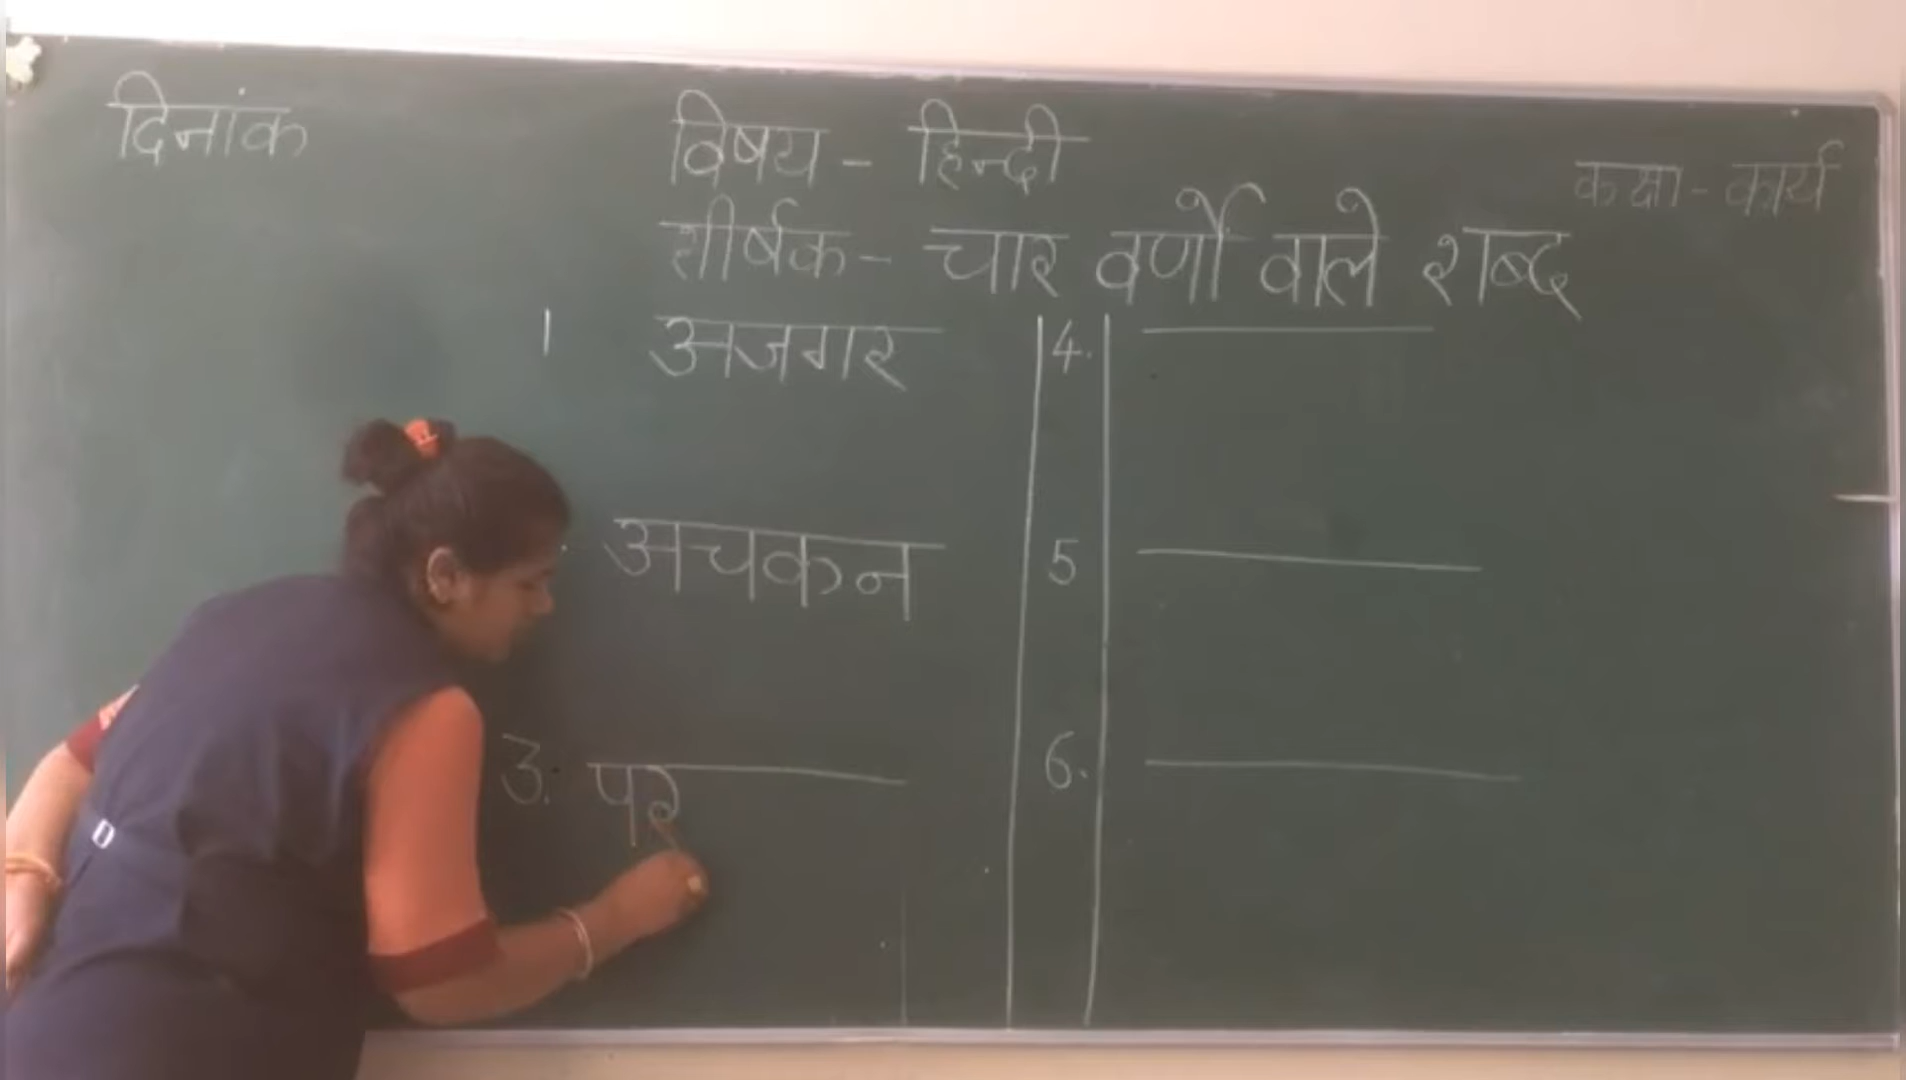 दिनांक
विषय - हिन्दी
कक्षा - कार्य
शीर्षक - चार वर्णों वाले शब्द
1 अजगर
4.
अचकन
5
3. पर
6.